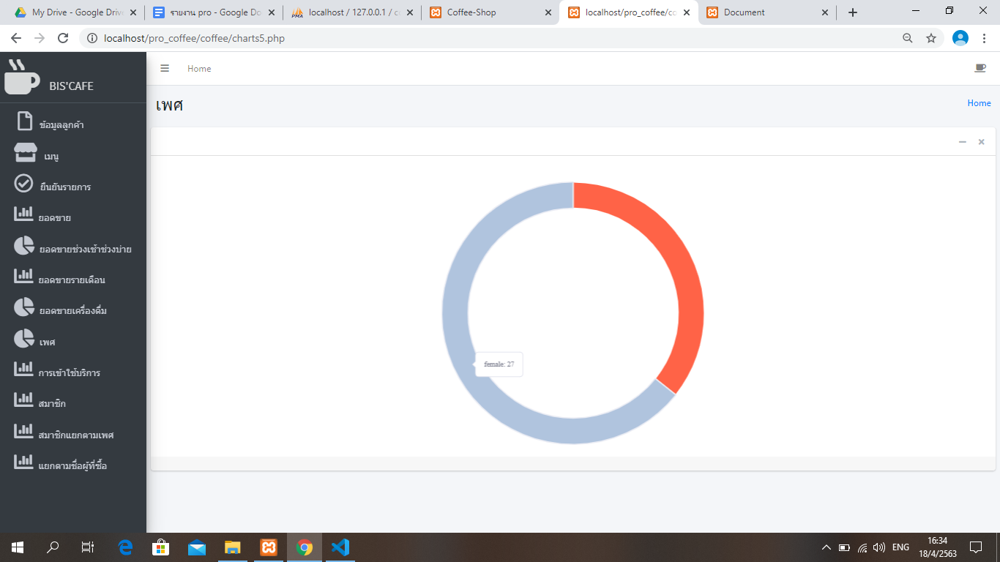 My Drive - Google Drive
รายงาน pro - Google Do
localhost / 127.0.0.1 / c
Coffee-Shop
localhost/pro_coffee/co
Document
localhost/pro_coffee/coffee/charts5.php
BIS'CAFE
Home
เพศ
Home
ข้อมูลลูกค้า
เมนู
ยืนยันรายการ
ยอดขาย
ยอดขายช่วงเช้าช่วงบ่าย
ยอดขายรายเดือน
ยอดขายเครื่องดื่ม
เพศ
การเข้าใช้บริการ
สมาชิก
สมาชิกแยกตามเพศ
แยกตามชื่อผู้ที่ซื้อ
female: 27
ENG
16:34
18/4/2563